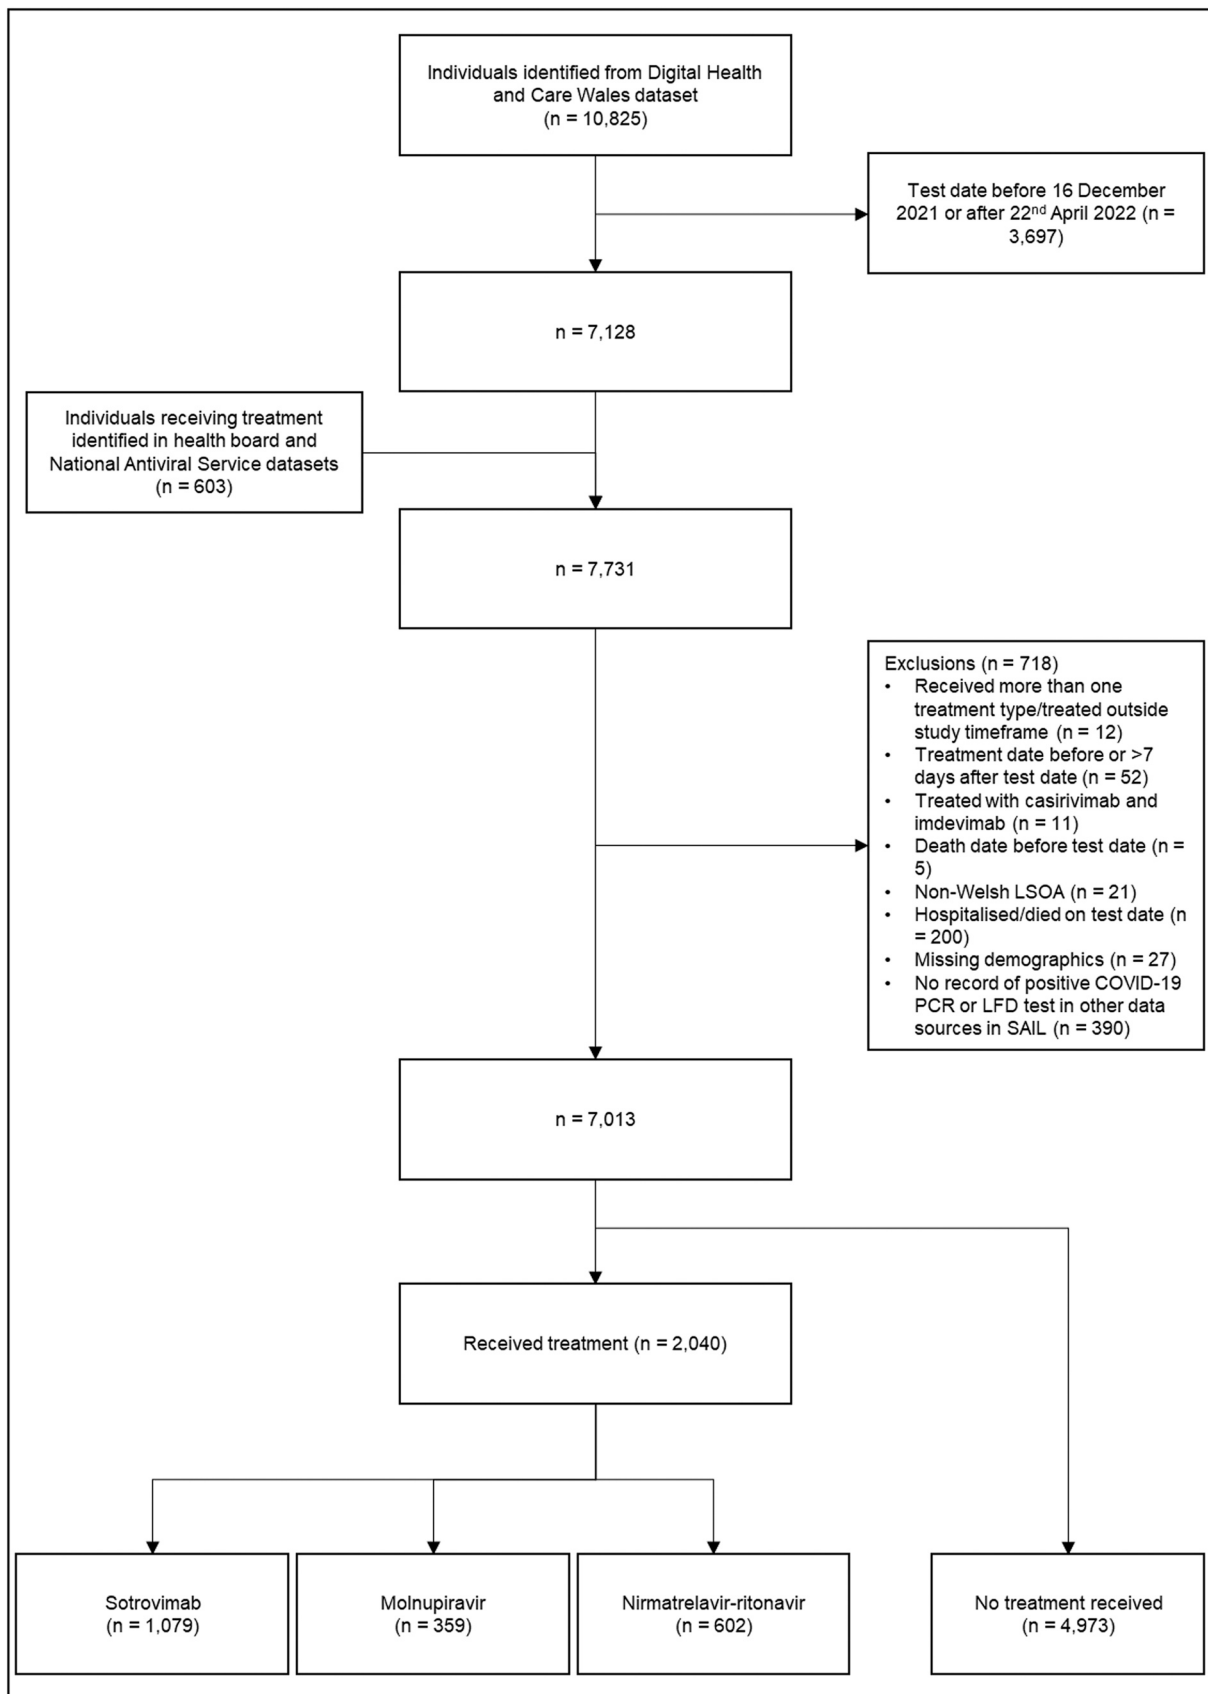 Individuals identified from Digital Health
and Care Wales dataset
(n = 10,825)
Test date before 16 December
2021 or after 22nd April 2022 (n =
3,697)
n = 7,128
Individuals receiving treatment
identified in health board and
National Antiviral Service datasets
(n = 603)
n = 7,731
Exclusions (n = 718)
• Received more than one
treatment type/treated outside
study timeframe (n = 12)
• Treatment date before or >7
days after test date (n = 52)
• Treated with casirivimab and
imdevimab (n = 11)
• Death date before test date (n =
5)
• Non-Welsh LSOA (n = 21)
• Hospitalised/died on test date (n
= 200)
• Missing demographics (n = 27)
• No record of positive COVID-19
PCR or LFD test in other data
sources in SAIL (n = 390)
n = 7,013
Received treatment (n = 2,040)
Sotrovimab
(n = 1,079)
Molnupiravir
(n = 359)
Nirmatrelavir-ritonavir
(n = 602)
No treatment received
(n = 4,973)